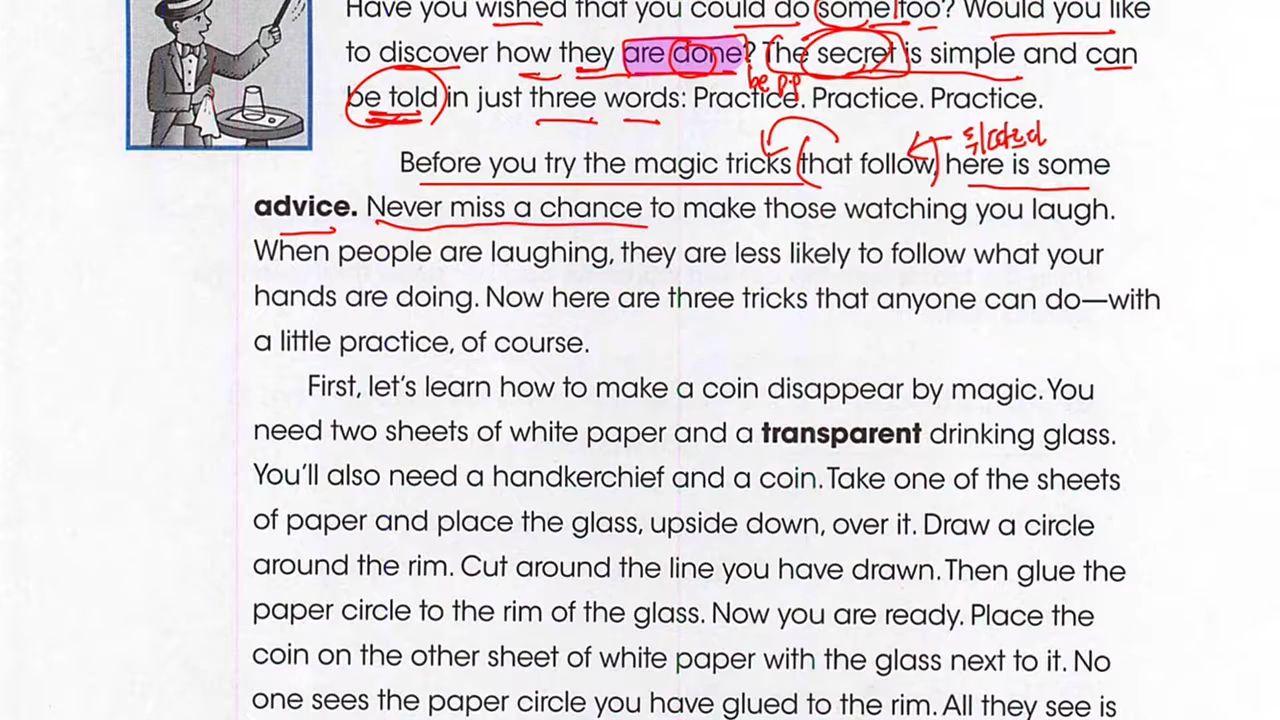 Have you wished that you could do some too? Would you like
to discover how they are done? The secret is simple and can
be p.p
be told in just three words: Practice. Practice. Practice.
Before you try the magic tricks that follow, here is some
advice. Never miss a chance to make those watching you laugh.
When people are laughing, they are less likely to follow what your
hands are doing. Now here are three tricks that anyone can do—with
a little practice, of course.
First, let's learn how to make a coin disappear by magic. You
need two sheets of white paper and a transparent drinking glass.
You'll also need a handkerchief and a coin. Take one of the sheets
of paper and place the glass, upside down, over it. Draw a circle
around the rim. Cut around the line you have drawn. Then glue the
paper circle to the rim of the glass. Now you are ready. Place the
coin on the other sheet of white paper with the glass next to it. No
one sees the paper circle you have glued to the rim. All they see is